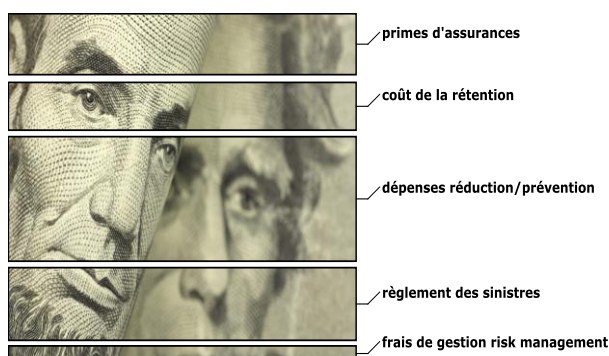 primes d'assurances
coût de la rétention
dépenses réduction/prévention
règlement des sinistres
frais de gestion risk management